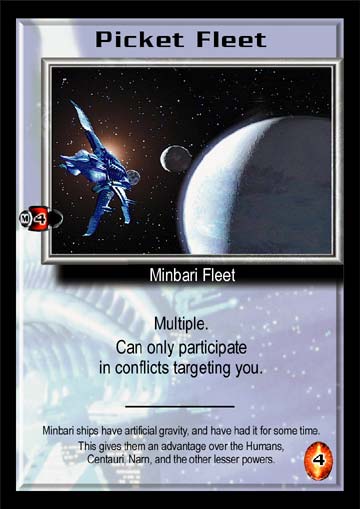 Picket Fleet
M 4
Minbari Fleet
Multiple.
Can only participate
in conflicts targeting you.
Minbari ships have artificial gravity, and have had it for some time.
This gives them an advantage over the Humans,
Centauri, Narn, and the other lesser powers.
4